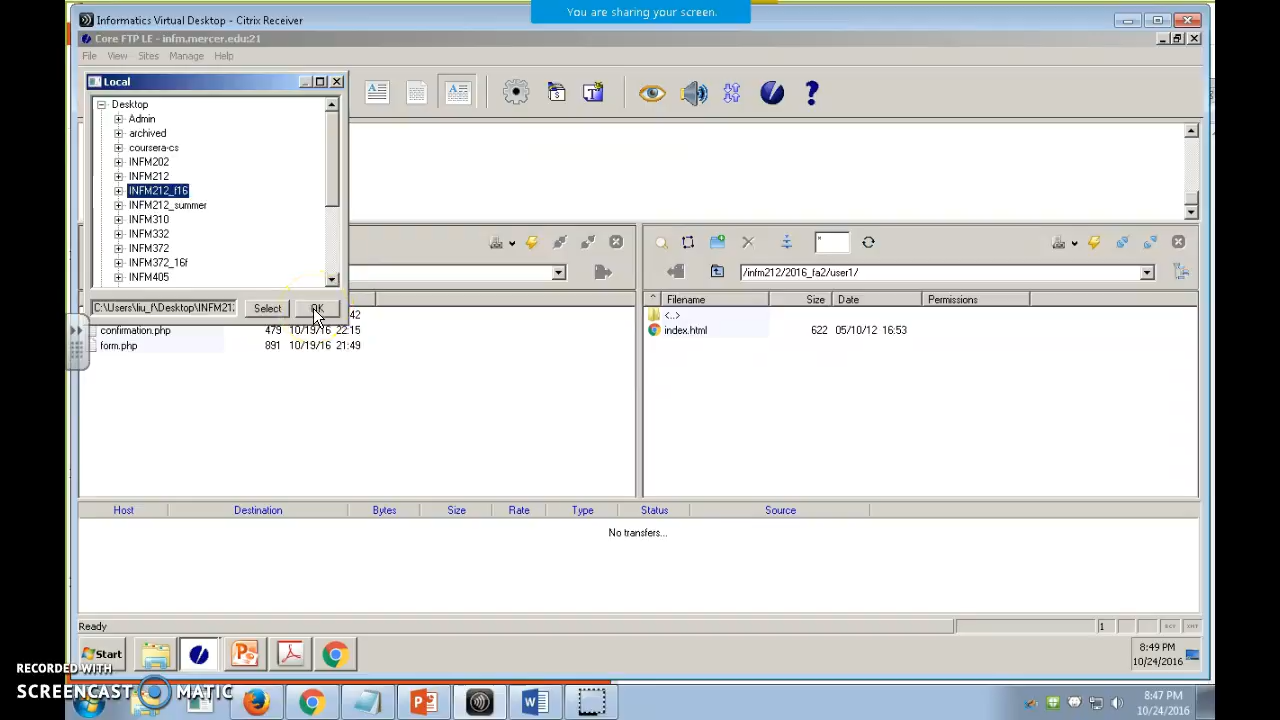 You are sharing your screen.
Informatics Virtual Desktop - Citrix Receiver
Core FTP LE - infm.mercer.edu:21
File View Sites Manage Help
Local
Desktop
Admin
archived
coursera-cs
INFM202
INFM212
INFM212_f16
INFM212_summer
INFM310
INFM332
INFM372
INFM372_16f
INFM405
C:\Users\liu_f\Desktop\INFM212
Select OK
42
confirmation.php 479 10/19/16 22:15
form.php 891 10/19/16 21:49
*
/infm212/2016_fa2/user1/
^ Filename Size Date Permissions
<..>
index.html 622 05/10/12 16:53
Host Destination Bytes Size Rate Type Status Source
No transfers...
Ready
1
Start
8:49 PM
10/24/2016
RECORDED WITH
SCREENCAST MATIC
8:47 PM
10/24/2016